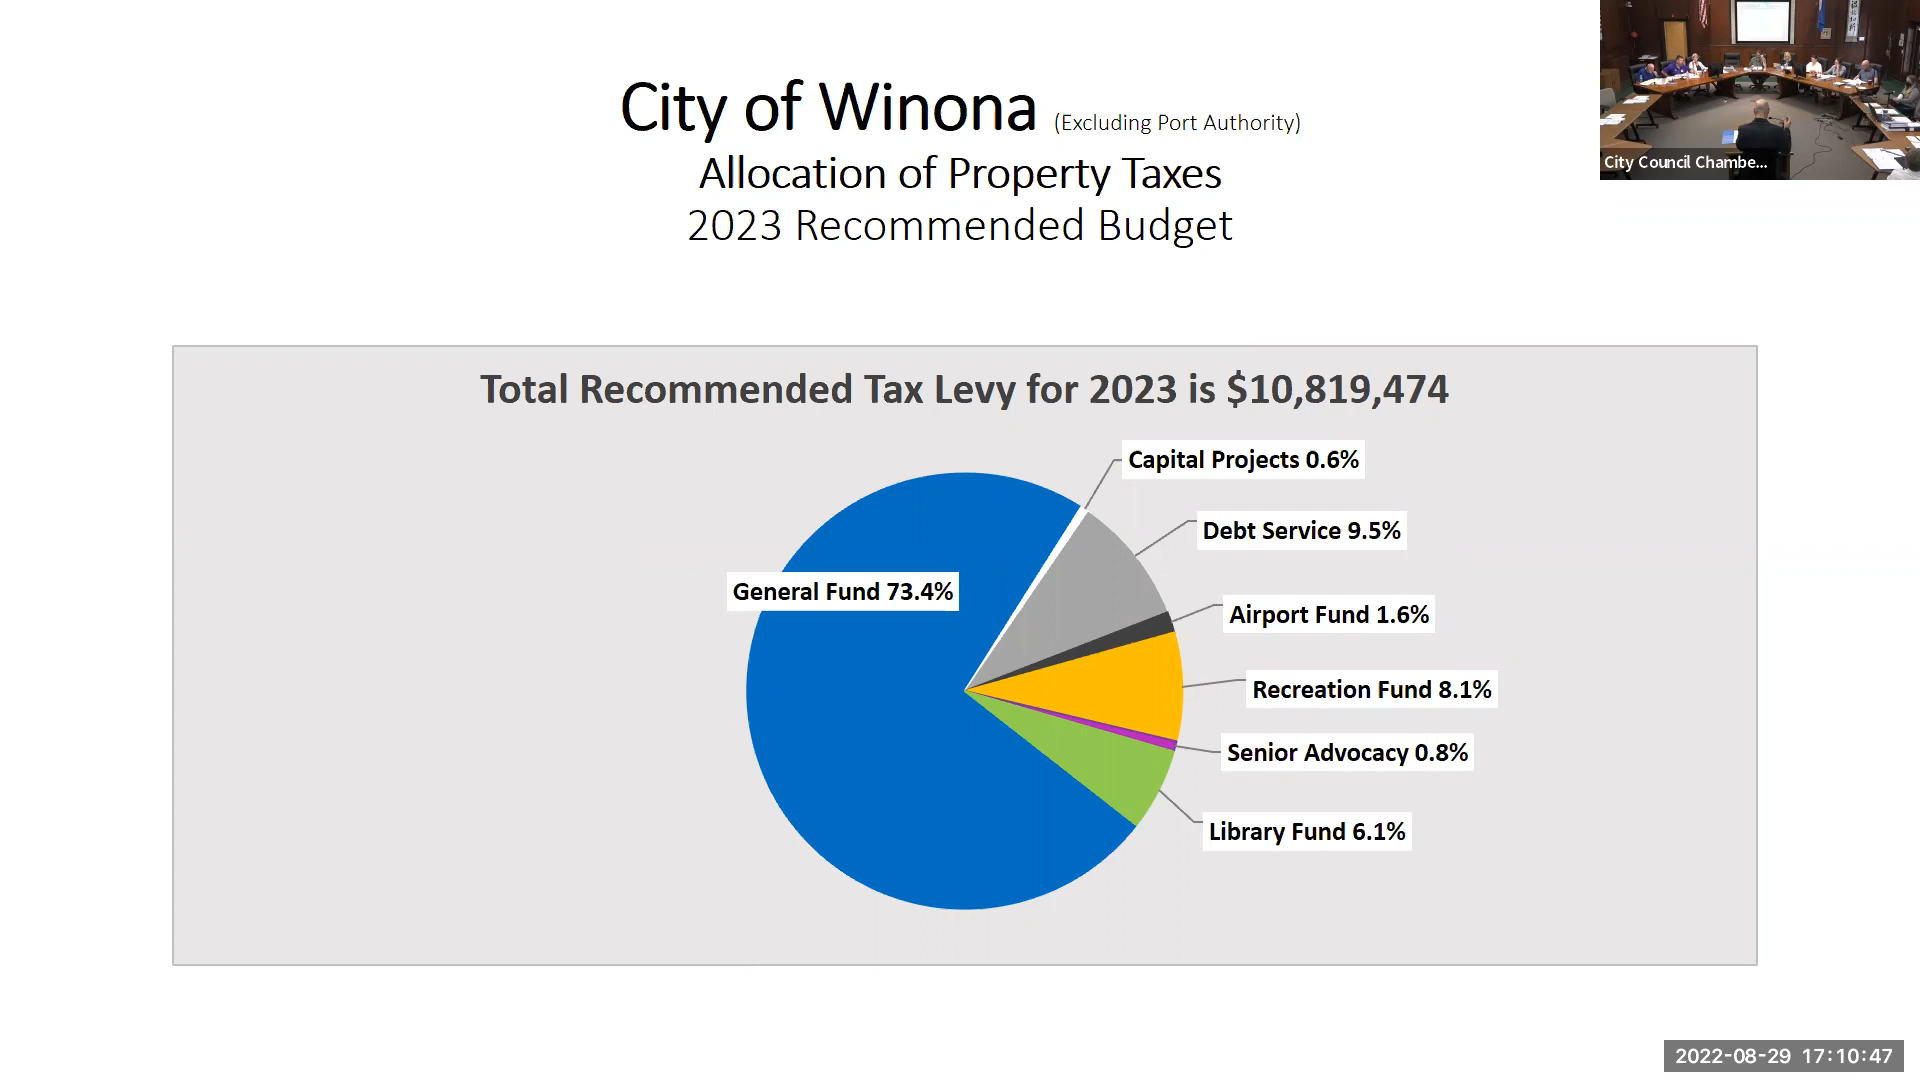 City of Winona (Excluding Port Authority)
Allocation of Property Taxes
2023 Recommended Budget
City Council Chambe...
Total Recommended Tax Levy for 2023 is $10,819,474
Capital Projects 0.6%
Debt Service 9.5%
General Fund 73.4%
Airport Fund 1.6%
Recreation Fund 8.1%
Senior Advocacy 0.8%
Library Fund 6.1%
2022-08-29 17:10:47